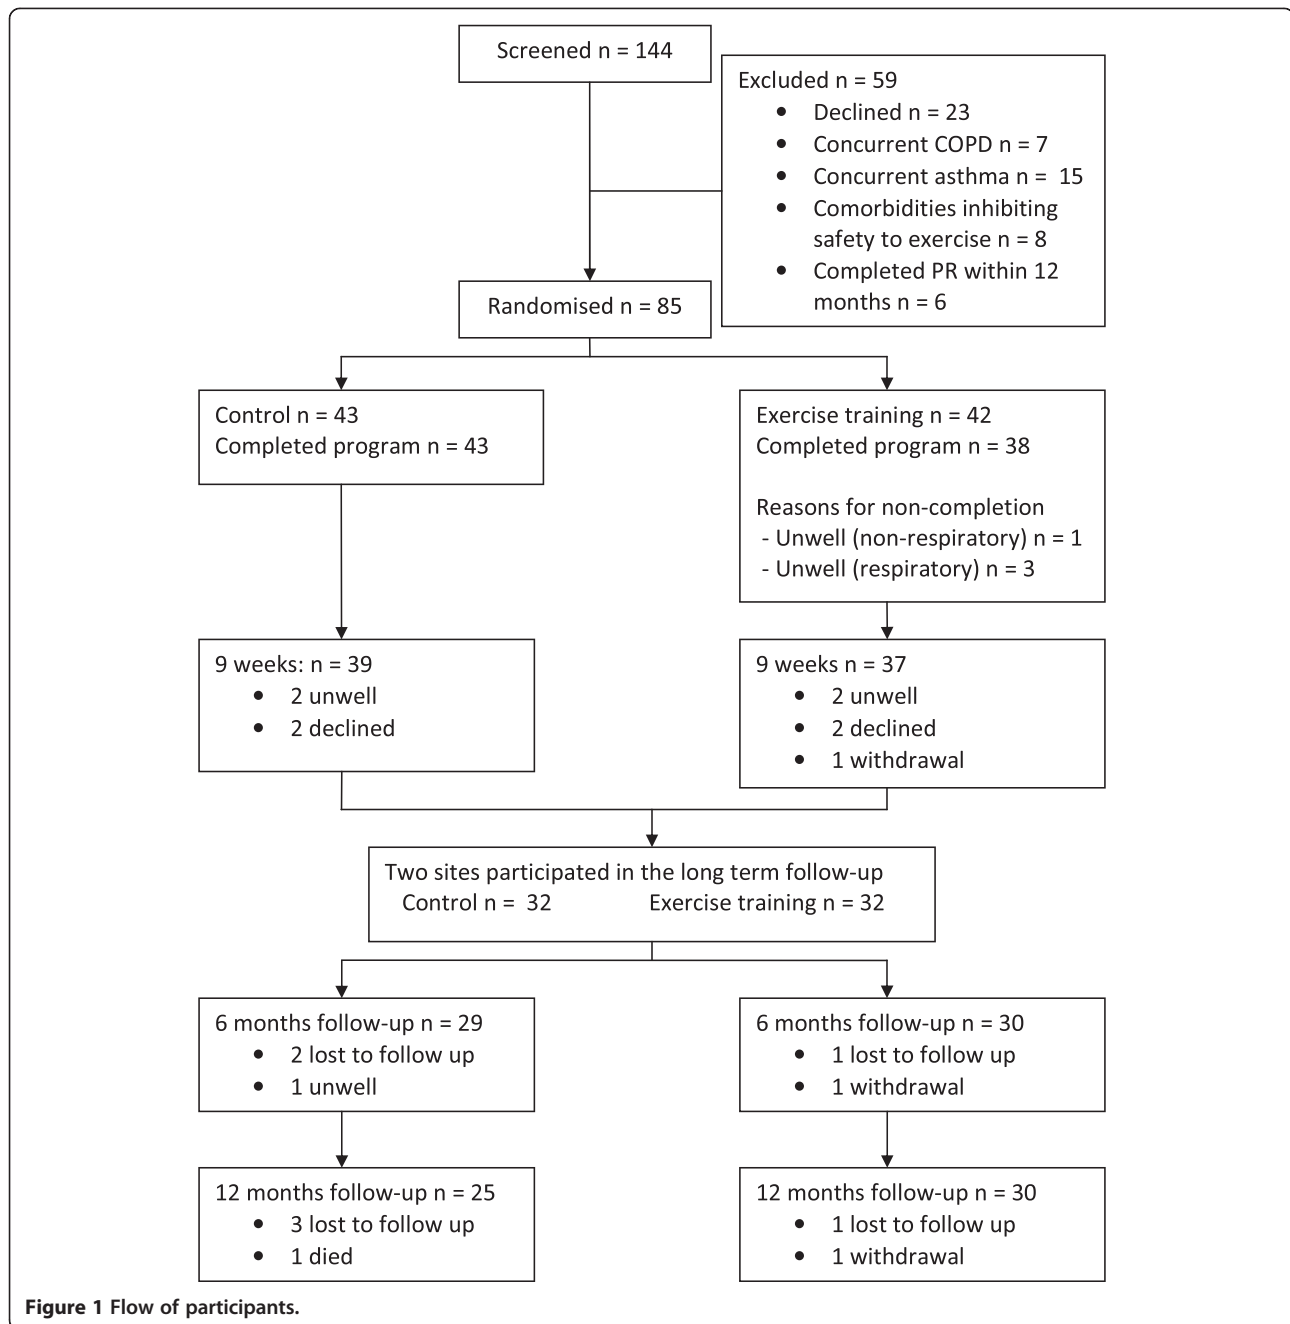 Screened n = 144
Excluded n = 59
• Declined n = 23
• Concurrent COPD n = 7
• Concurrent asthma n =  15
• Comorbidities inhibiting
safety to exercise n = 8
• Completed PR within 12
months n = 6
Randomised n = 85
Control n = 43
Completed program n = 43
Exercise training n = 42
Completed program n = 38
Reasons for non-completion
- Unwell (non-respiratory) n = 1
- Unwell (respiratory) n = 3
9 weeks: n = 39
• 2 unwell
• 2 declined
9 weeks n = 37
• 2 unwell
• 2 declined
• 1 withdrawal
Two sites participated in the long term follow-up
Control n =  32 Exercise training n = 32
6 months follow-up n = 29
• 2 lost to follow up
• 1 unwell
6 months follow-up n = 30
• 1 lost to follow up
• 1 withdrawal
12 months follow-up n = 25
• 3 lost to follow up
• 1 died
12 months follow-up n = 30
• 1 lost to follow up
• 1 withdrawal
Figure 1 Flow of participants.